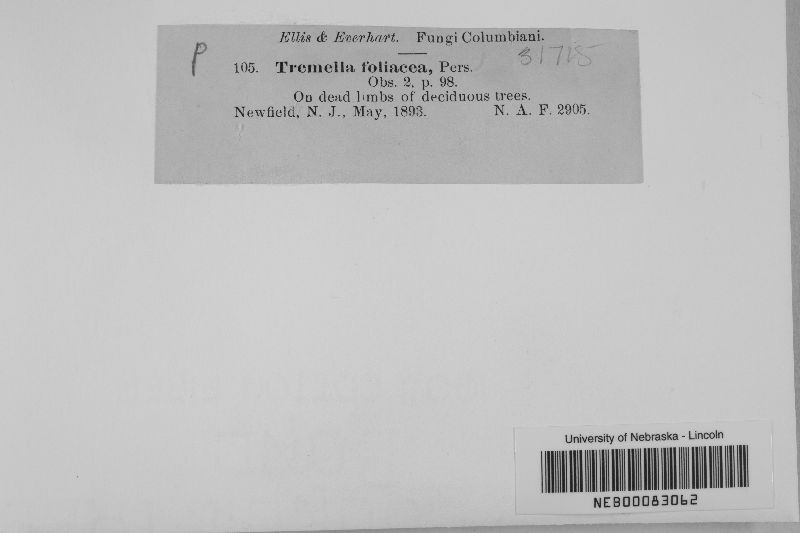 Ellis & Everhart. Fungi Columbiani.
P
31715
105. Tremella foliacea, Pers.
Obs. 2, p. 98.
On dead limbs of deciduous trees.
Newfield, N. J., May, 1893. N. A. F. 2905.
University of Nebraska - Lincoln
NEB00083062